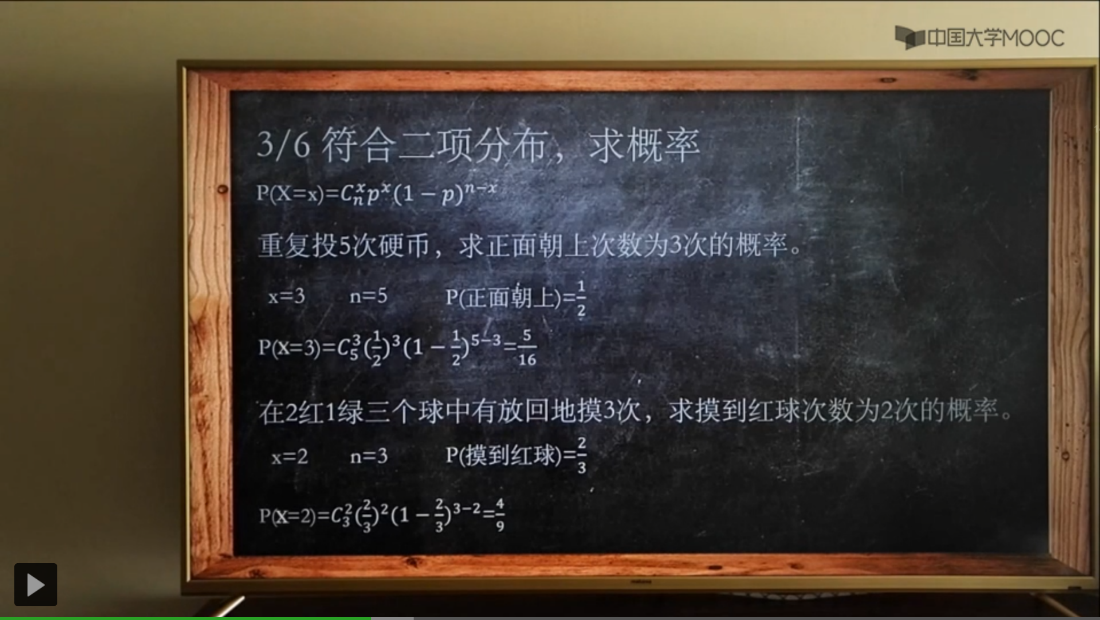 中国大学MOOC
3/6 符合二项分布，求概率
P(X=x)=$C_n^x p^x (1-p)^{n-x}$
重复投5次硬币，求正面朝上次数为3次的概率。
x=3 n=5 P(正面朝上)=$\frac{1}{2}$
P(x=3)=$C_5^3(\frac{1}{2})^3(1-\frac{1}{2})^{5-3}$=$\frac{5}{16}$
在2红1绿三个球中有放回地摸3次，求摸到红球次数为2次的概率。
x=2 n=3 P(摸到红球)=$\frac{2}{3}$
P(x=2)=$C_3^2(\frac{2}{3})^2(1-\frac{2}{3})^{3-2}$=$\frac{4}{9}$